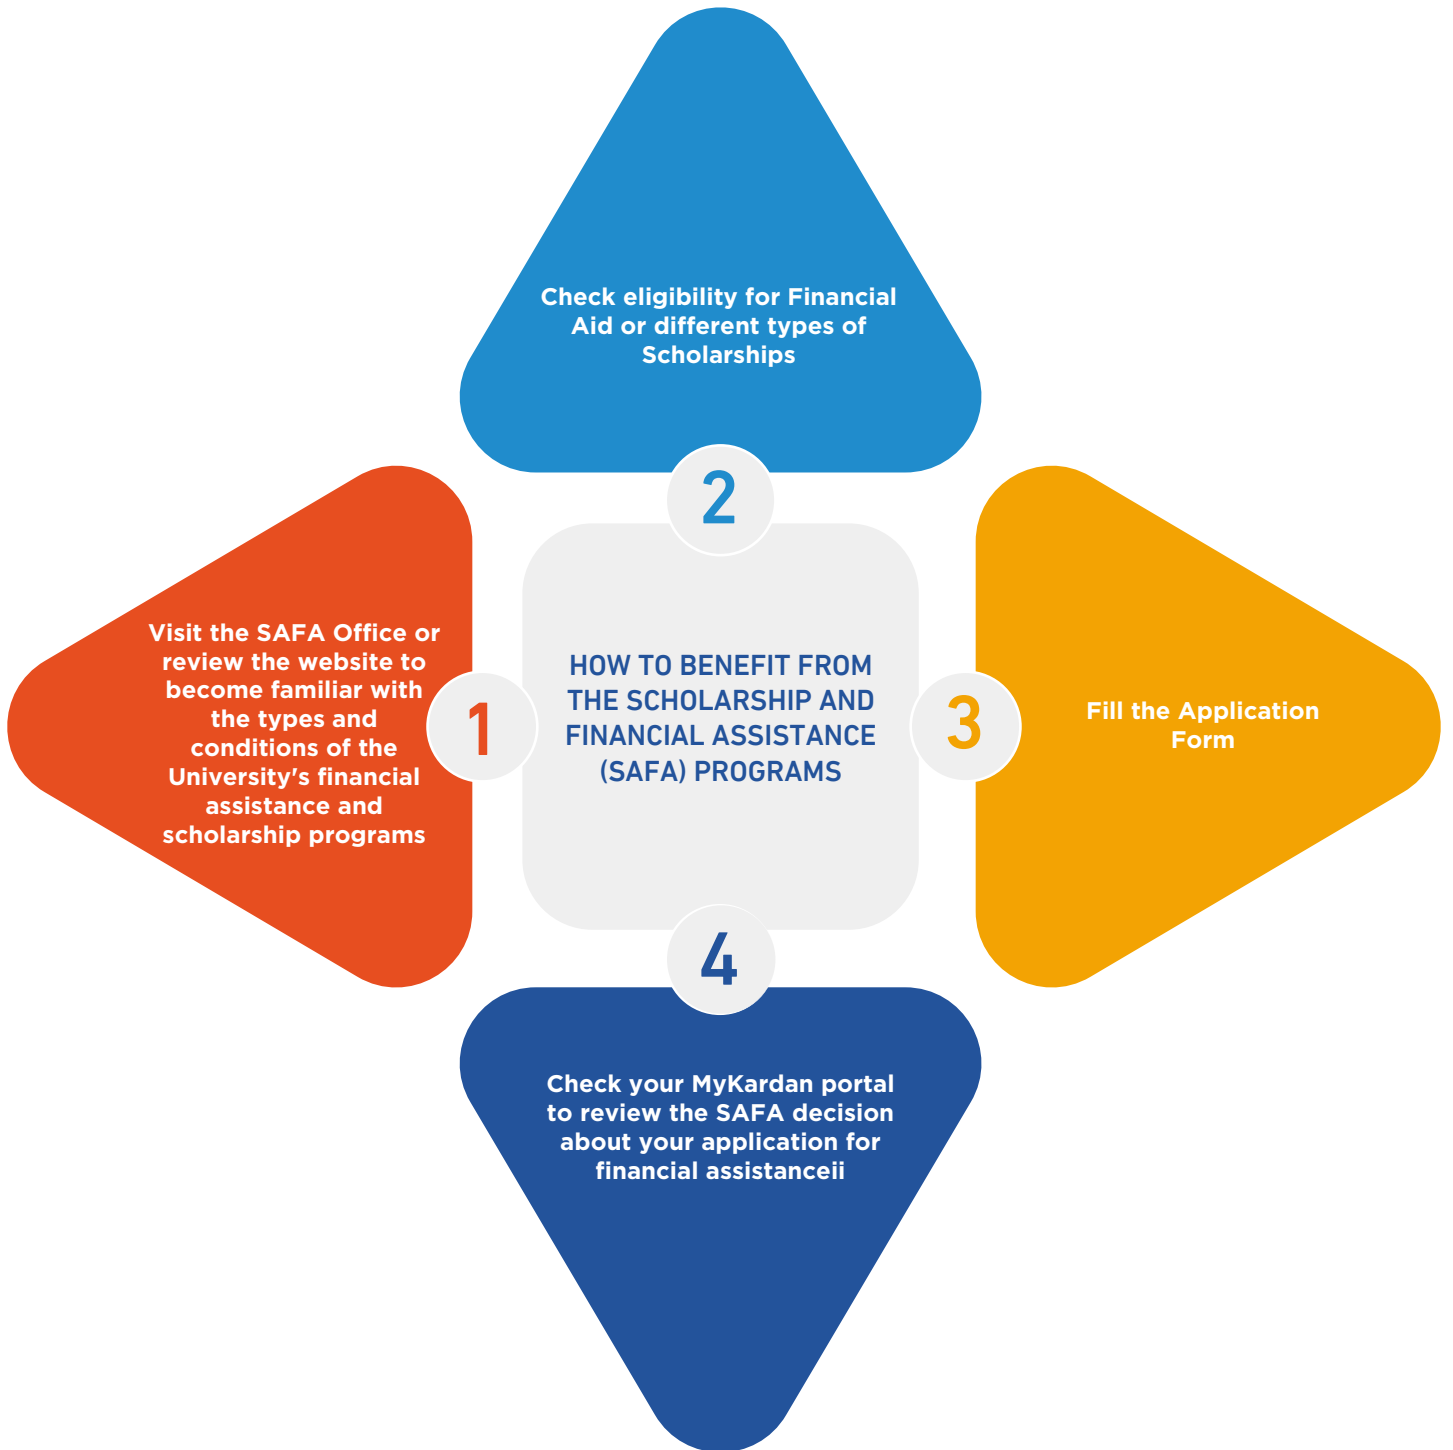 HOW TO BENEFIT FROM
THE SCHOLARSHIP AND
FINANCIAL ASSISTANCE
(SAFA) PROGRAMS
1
Visit the SAFA Office or
review the website to
become familiar with
the types and
conditions of the
University's financial
assistance and
scholarship programs
2
Check eligibility for Financial
Aid or different types of
Scholarships
3
Fill the Application
Form
4
Check your MyKardan portal
to review the SAFA decision
about your application for
financial assistanceii